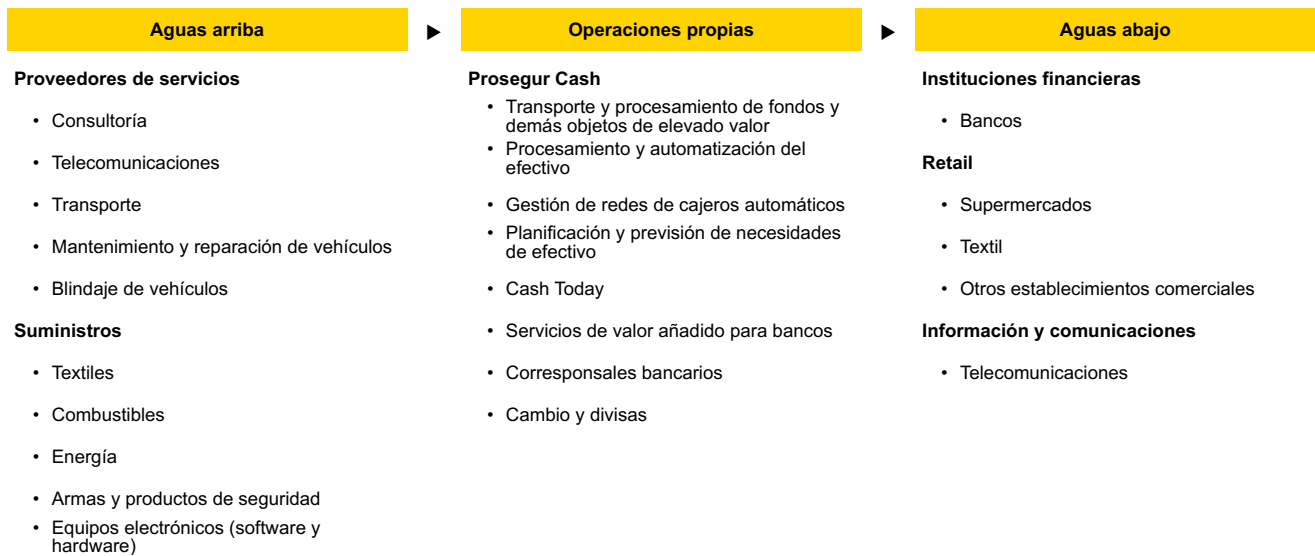 Aguas arriba
▶
Operaciones propias
▶
Aguas abajo
Proveedores de servicios
• Consultoría
• Telecomunicaciones
• Transporte
• Mantenimiento y reparación de vehículos
• Blindaje de vehículos
Suministros
• Textiles
• Combustibles
• Energía
• Armas y productos de seguridad
• Equipos electrónicos (software y
hardware)
Prosegur Cash
• Transporte y procesamiento de fondos y
demás objetos de elevado valor
• Procesamiento y automatización del
efectivo
• Gestión de redes de cajeros automáticos
• Planificación y previsión de necesidades
de efectivo
• Cash Today
• Servicios de valor añadido para bancos
• Corresponsales bancarios
• Cambio y divisas
Instituciones financieras
• Bancos
Retail
• Supermercados
• Textil
• Otros establecimientos comerciales
Información y comunicaciones
• Telecomunicaciones